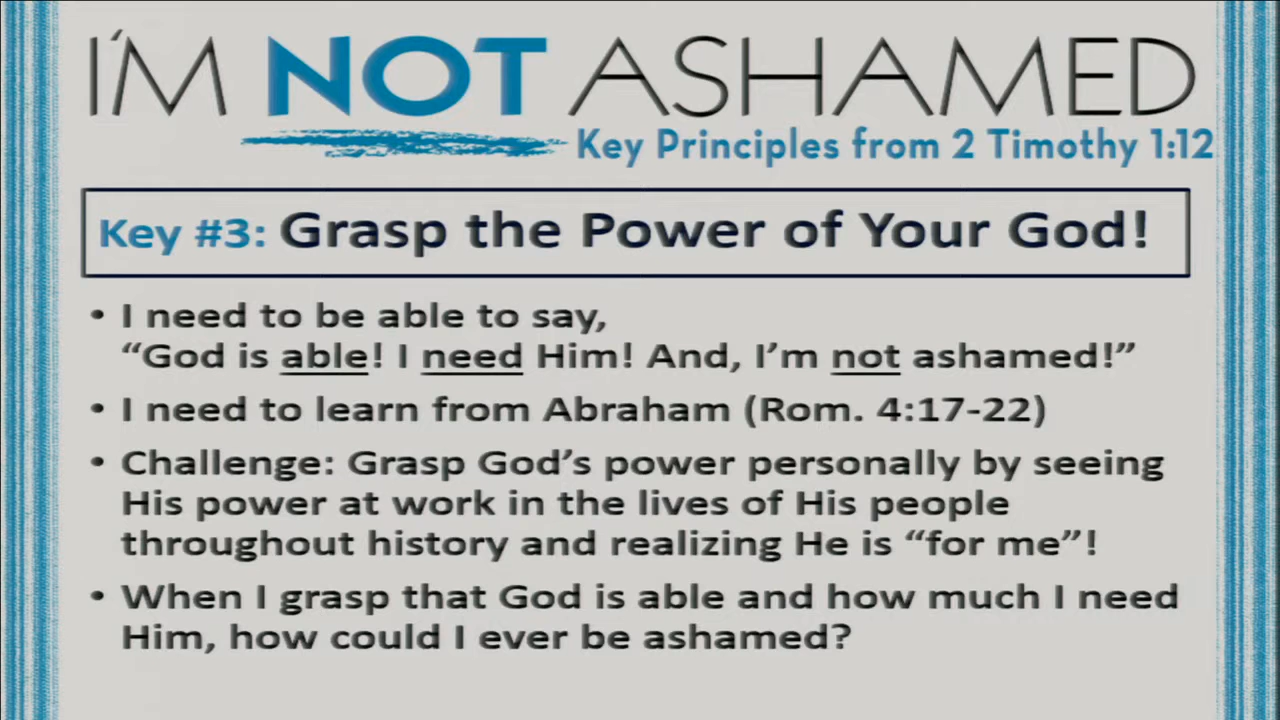 I'M NOT ASHAMED
Key Principles from 2 Timothy 1:12
Key #3: Grasp the Power of Your God!
• I need to be able to say,
“God is able! I need Him! And, I’m not ashamed!”
• I need to learn from Abraham (Rom. 4:17-22)
• Challenge: Grasp God’s power personally by seeing
His power at work in the lives of His people
throughout history and realizing He is “for me”!
• When I grasp that God is able and how much I need
Him, how could I ever be ashamed?